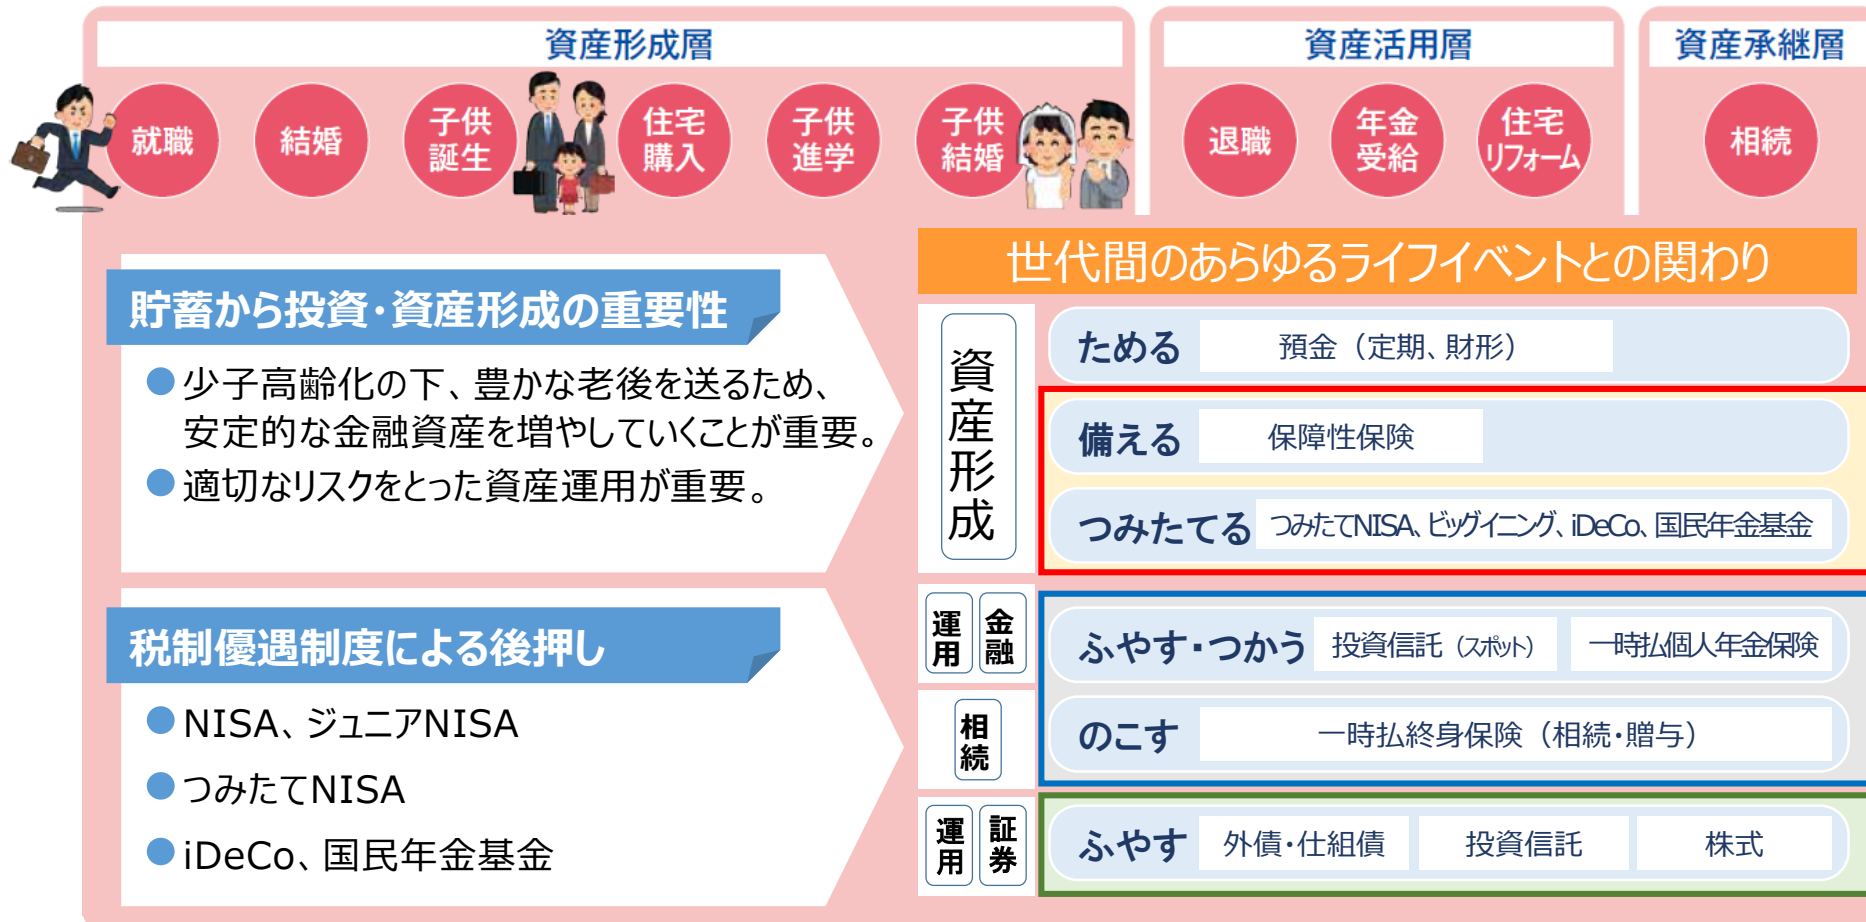 資産形成層
就職
結婚
子供
誕生
住宅
購入
子供
進学
子供
結婚
資産活用層
退職
年金
受給
住宅
リフォーム
資産承継層
相続
貯蓄から投資・資産形成の重要性
●少子高齢化の下、豊かな老後を送るため、
安定的な金融資産を増やしていくことが重要。
●適切なリスクをとった資産運用が重要。
税制優遇制度による後押し
●NISA、ジュニアNISA
●つみたてNISA
●iDeCo、国民年金基金
世代間のあらゆるライフイベントとの関わり
資産形成
ためる 預金（定期、財形）
備える 保障性保険
つみたてる つみたてNISA、ビッグイニング、iDeCo、国民年金基金
金融
運用
ふやす・つかう 投資信託（スポット） 一時払個人年金保険
相続
のこす 一時払終身保険（相続・贈与）
証券
運用
ふやす 外債・仕組債 投資信託 株式